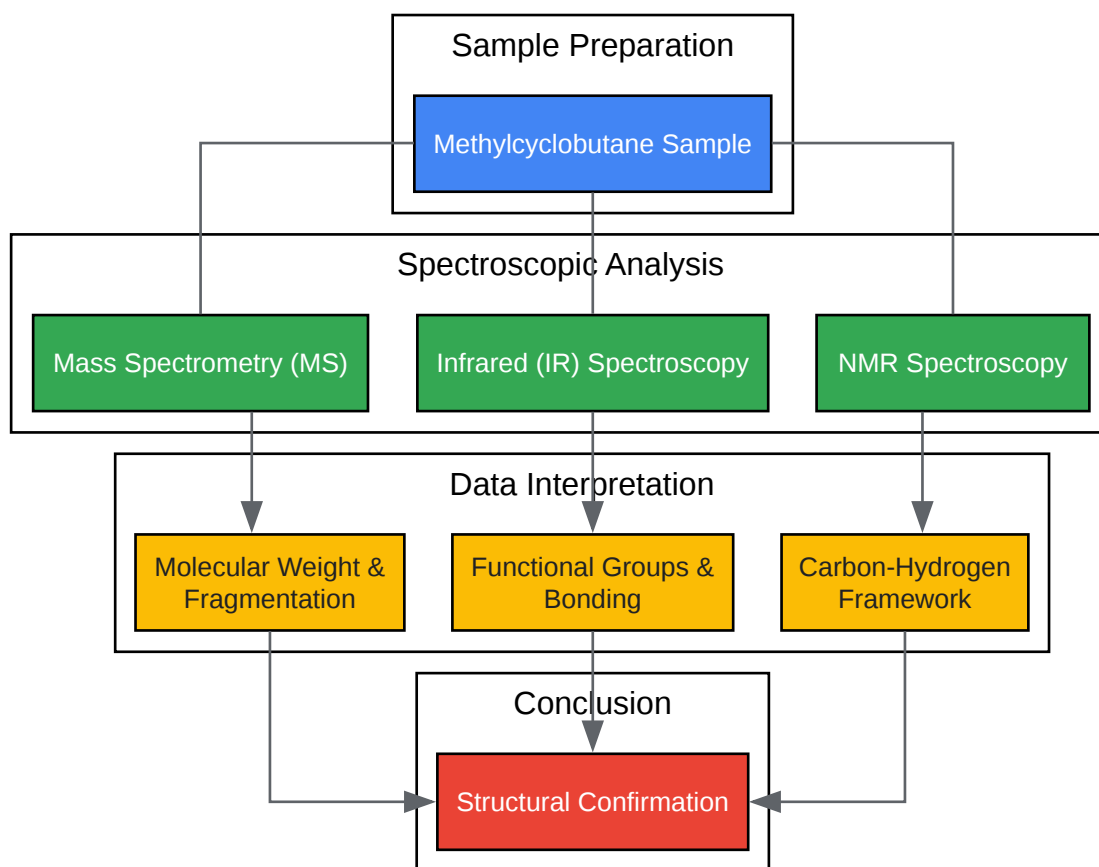 Sample Preparation
Methylcyclobutane Sample
Spectroscopic Analysis
Mass Spectrometry (MS)
Infrared (IR) Spectroscopy
NMR Spectroscopy
Data Interpretation
Molecular Weight &
Fragmentation
Functional Groups &
Bonding
Carbon-Hydrogen
Framework
Conclusion
Structural Confirmation